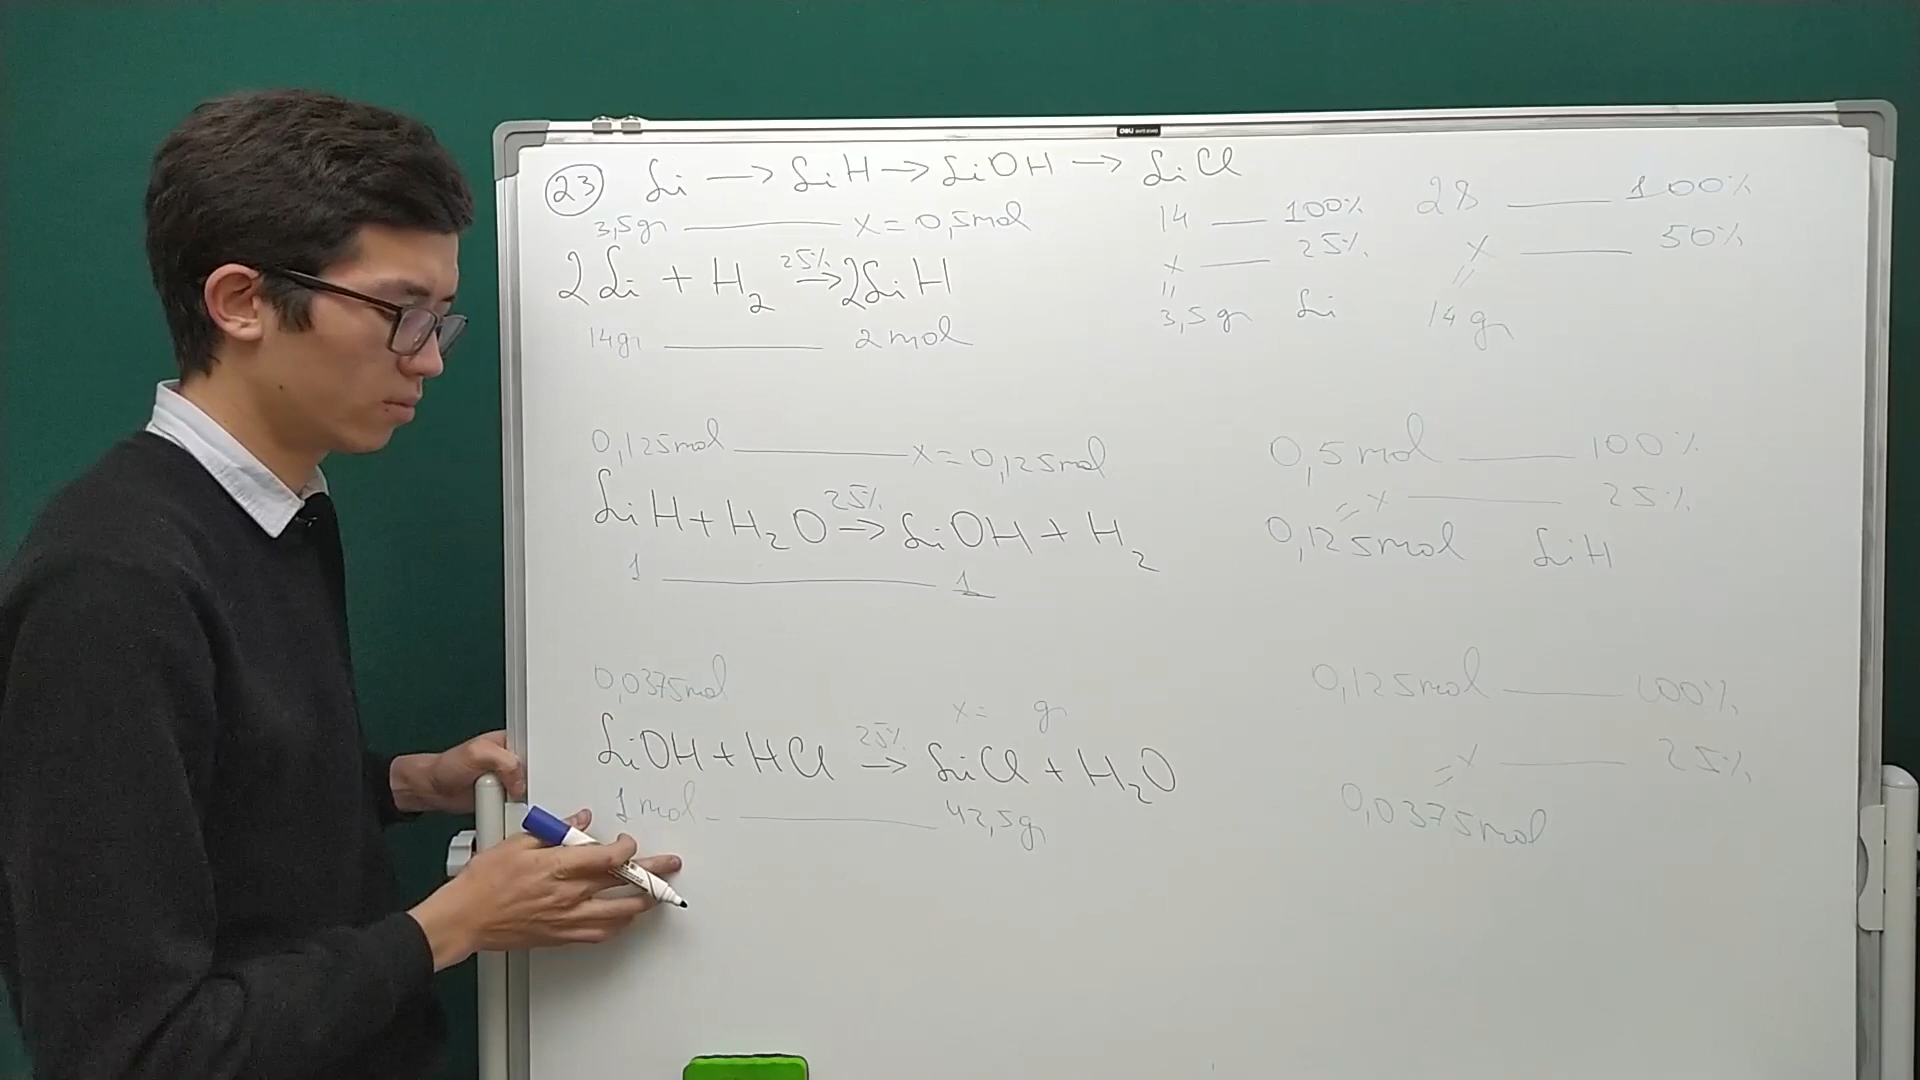 23 Li → LiH → LiOH → LiCl
3,5gr ——— x = 0,5mol
2Li + H₂ 25% → 2LiH
14gr ——— 2mol
14 —— 100%
x —— 25%
"
3,5gr Li
28 ——— 100%
x ——— 50%
"
14gr
0,125mol ——— x = 0,125mol
LiH + H₂O 25% → LiOH + H₂
1 ——— 1
0,5mol ——— 100%
x ——— 25%
"
0,125mol LiH
0,0375mol
x = gr
LiOH + HCl 25% → LiCl + H₂O
1mol ——— 42,5gr
0,125mol ——— 100%
= x ——— 25%
0,0375mol
deli